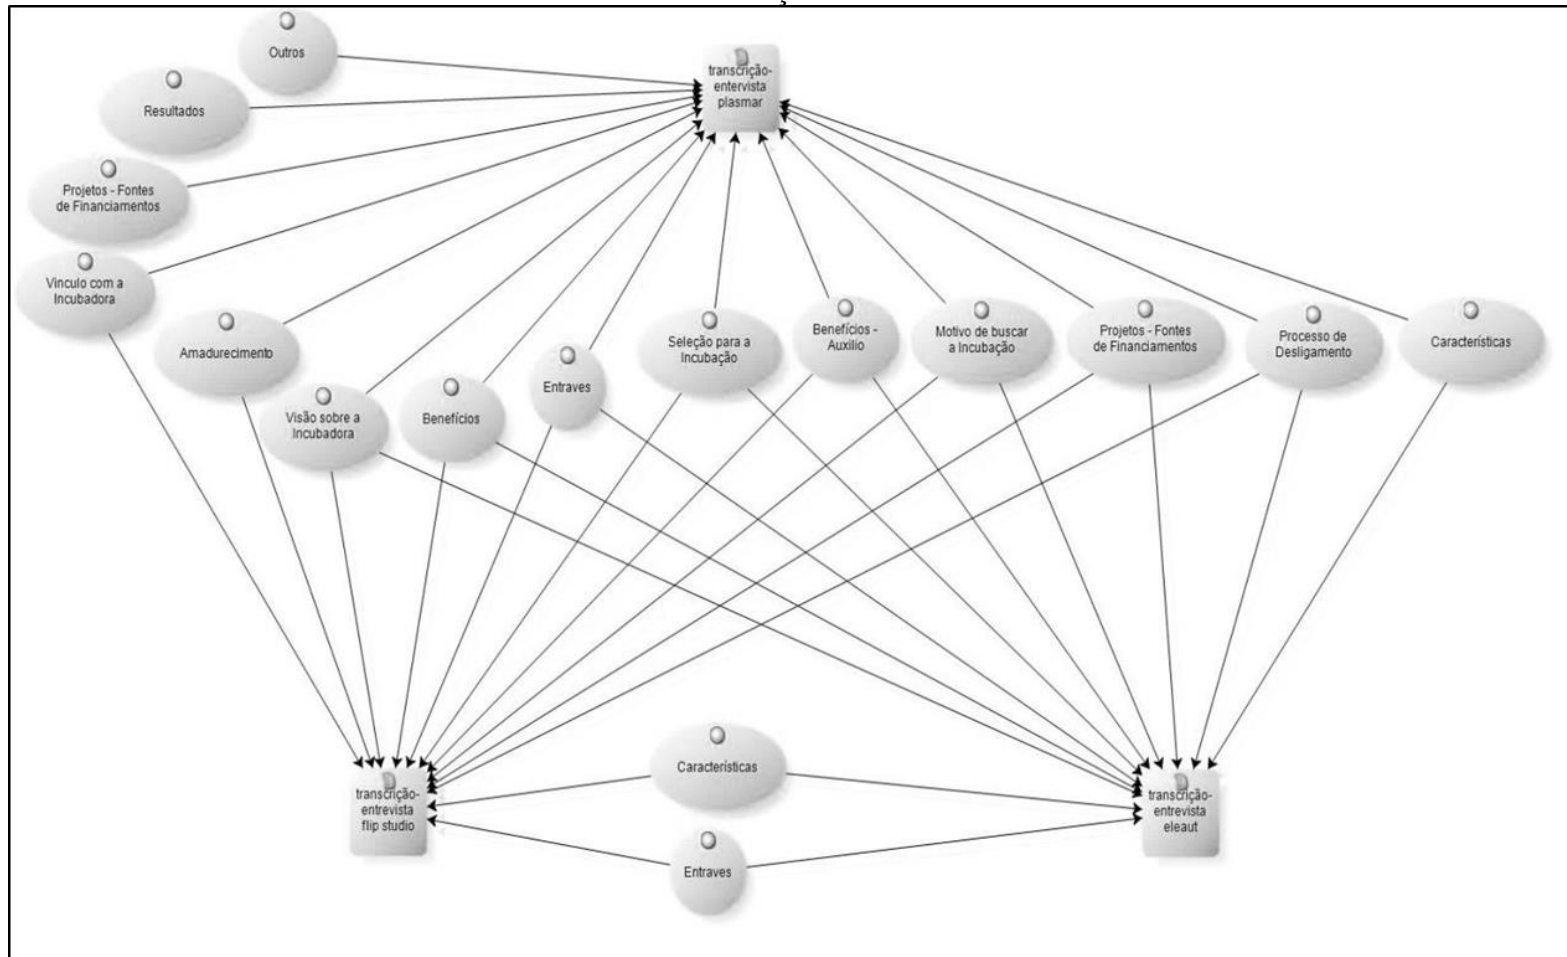 Outros
transcrição-
entervista
plasmar
Resultados
Projetos - Fontes
de Financiamentos
Vinculo com a
Incubadora
Amadurecimento
Visão sobre a
Incubadora
Benefícios
Entraves
Seleção para a
Incubação
Benefícios -
Auxilio
Motivo de buscar
a Incubação
Projetos - Fontes
de Financiamentos
Processo de
Desligamento
Características
Características
transcrição-
entrevista
flip studio
transcrição-
entrevista
eleaut
Entraves